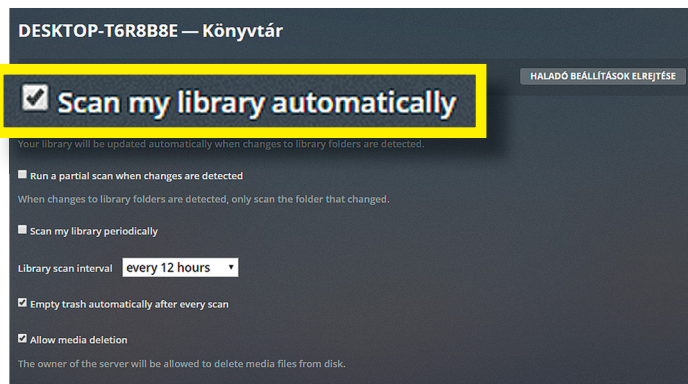 DESKTOP-T6R8B8E — Könyvtár
HALADÓ BEÁLLÍTÁSOK ELREJTÉSE
Scan my library automatically
Your library will be updated automatically when changes to library folders are detected.
Run a partial scan when changes are detected
When changes to library folders are detected, only scan the folder that changed.
Scan my library periodically
Library scan interval every 12 hours
Empty trash automatically after every scan
Allow media deletion
The owner of the server will be allowed to delete media files from disk.